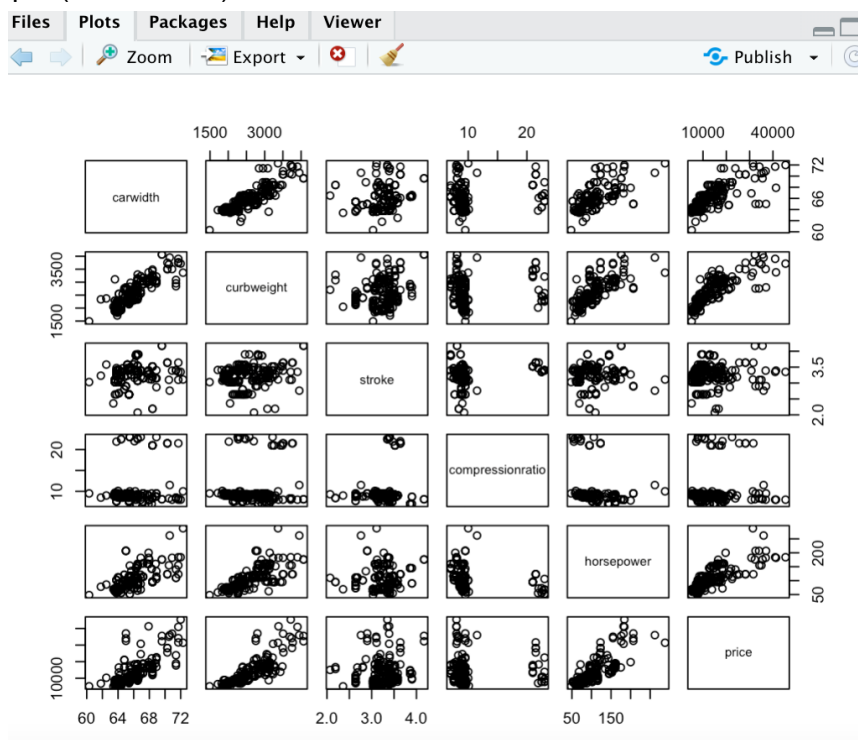 Files Plots Packages Help Viewer
Zoom Export Publish
1500 3000 10 20 10000 40000
carwidth
60 66 72
1500 3500
curbweight
stroke
2.0 3.5
10 20
compressionratio
horsepower
50 200
10000
price
60 64 68 72 2.0 3.0 4.0 50 150